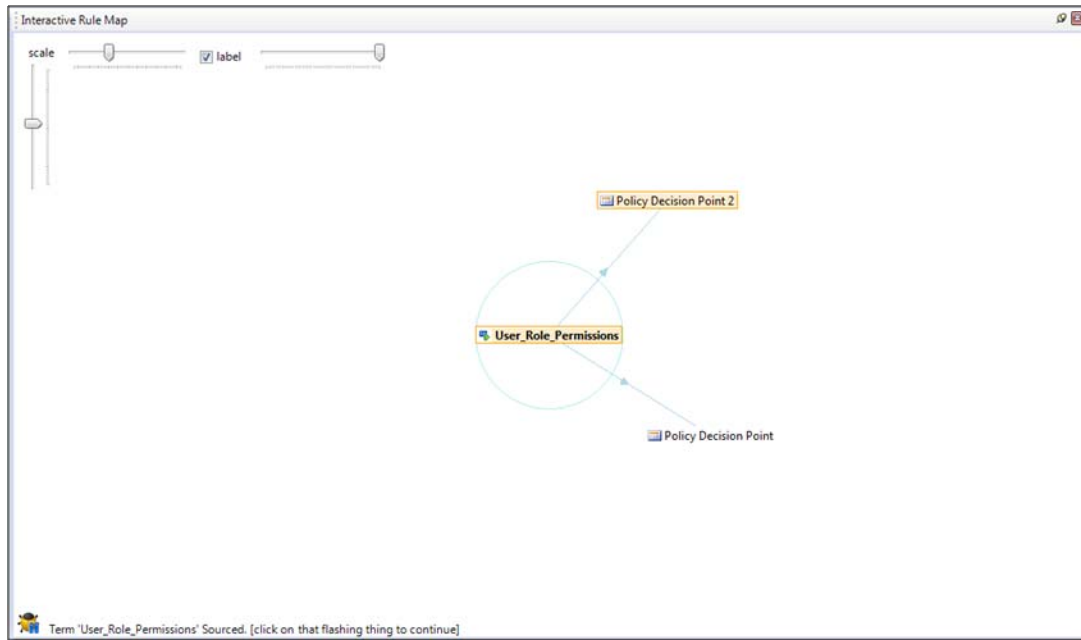 Interactive Rule Map
scale
label
Policy Decision Point 2
User_Role_Permissions
Policy Decision Point
Term 'User_Role_Permissions' Sourced. [click on that flashing thing to continue]